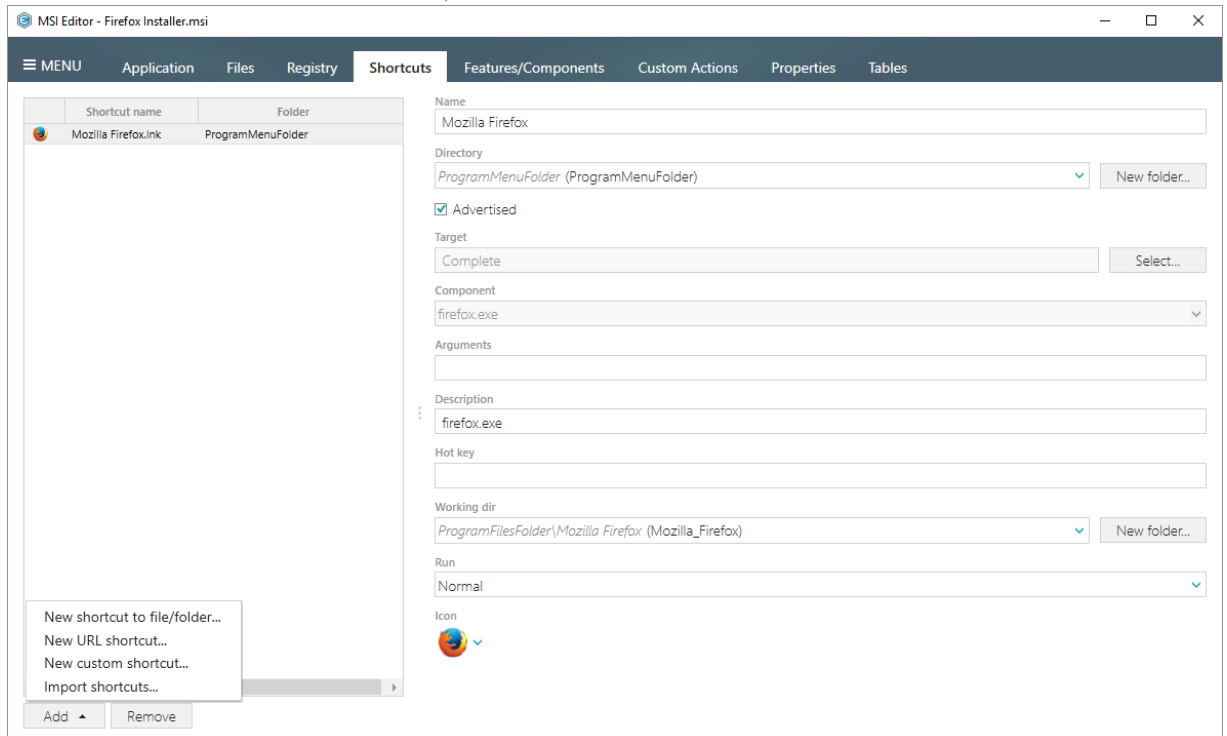 MSI Editor - Firefox Installer.msi
MENU Application Files Registry Shortcuts Features/Components Custom Actions Properties Tables
Shortcut name Folder
Mozilla Firefox.lnk ProgramMenuFolder
Name
Mozilla Firefox
Directory
ProgramMenuFolder (ProgramMenuFolder)
New folder...
Advertised
Target
Complete
Select...
Component
firefox.exe
Arguments
Description
firefox.exe
Hot key
Working dir
ProgramFilesFolder\Mozilla Firefox (Mozilla_Firefox)
New folder...
Run
Normal
Icon
New shortcut to file/folder...
New URL shortcut...
New custom shortcut...
Import shortcuts...
Add Remove